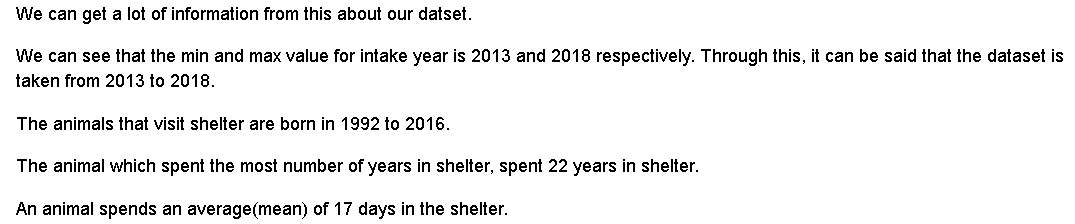 We can get a lot of information from this about our datset.
We can see that the min and max value for intake year is 2013 and 2018 respectively. Through this, it can be said that the dataset is
taken from 2013 to 2018.
The animals that visit shelter are born in 1992 to 2016.
The animal which spent the most number of years in shelter, spent 22 years in shelter.
An animal spends an average(mean) of 17 days in the shelter.